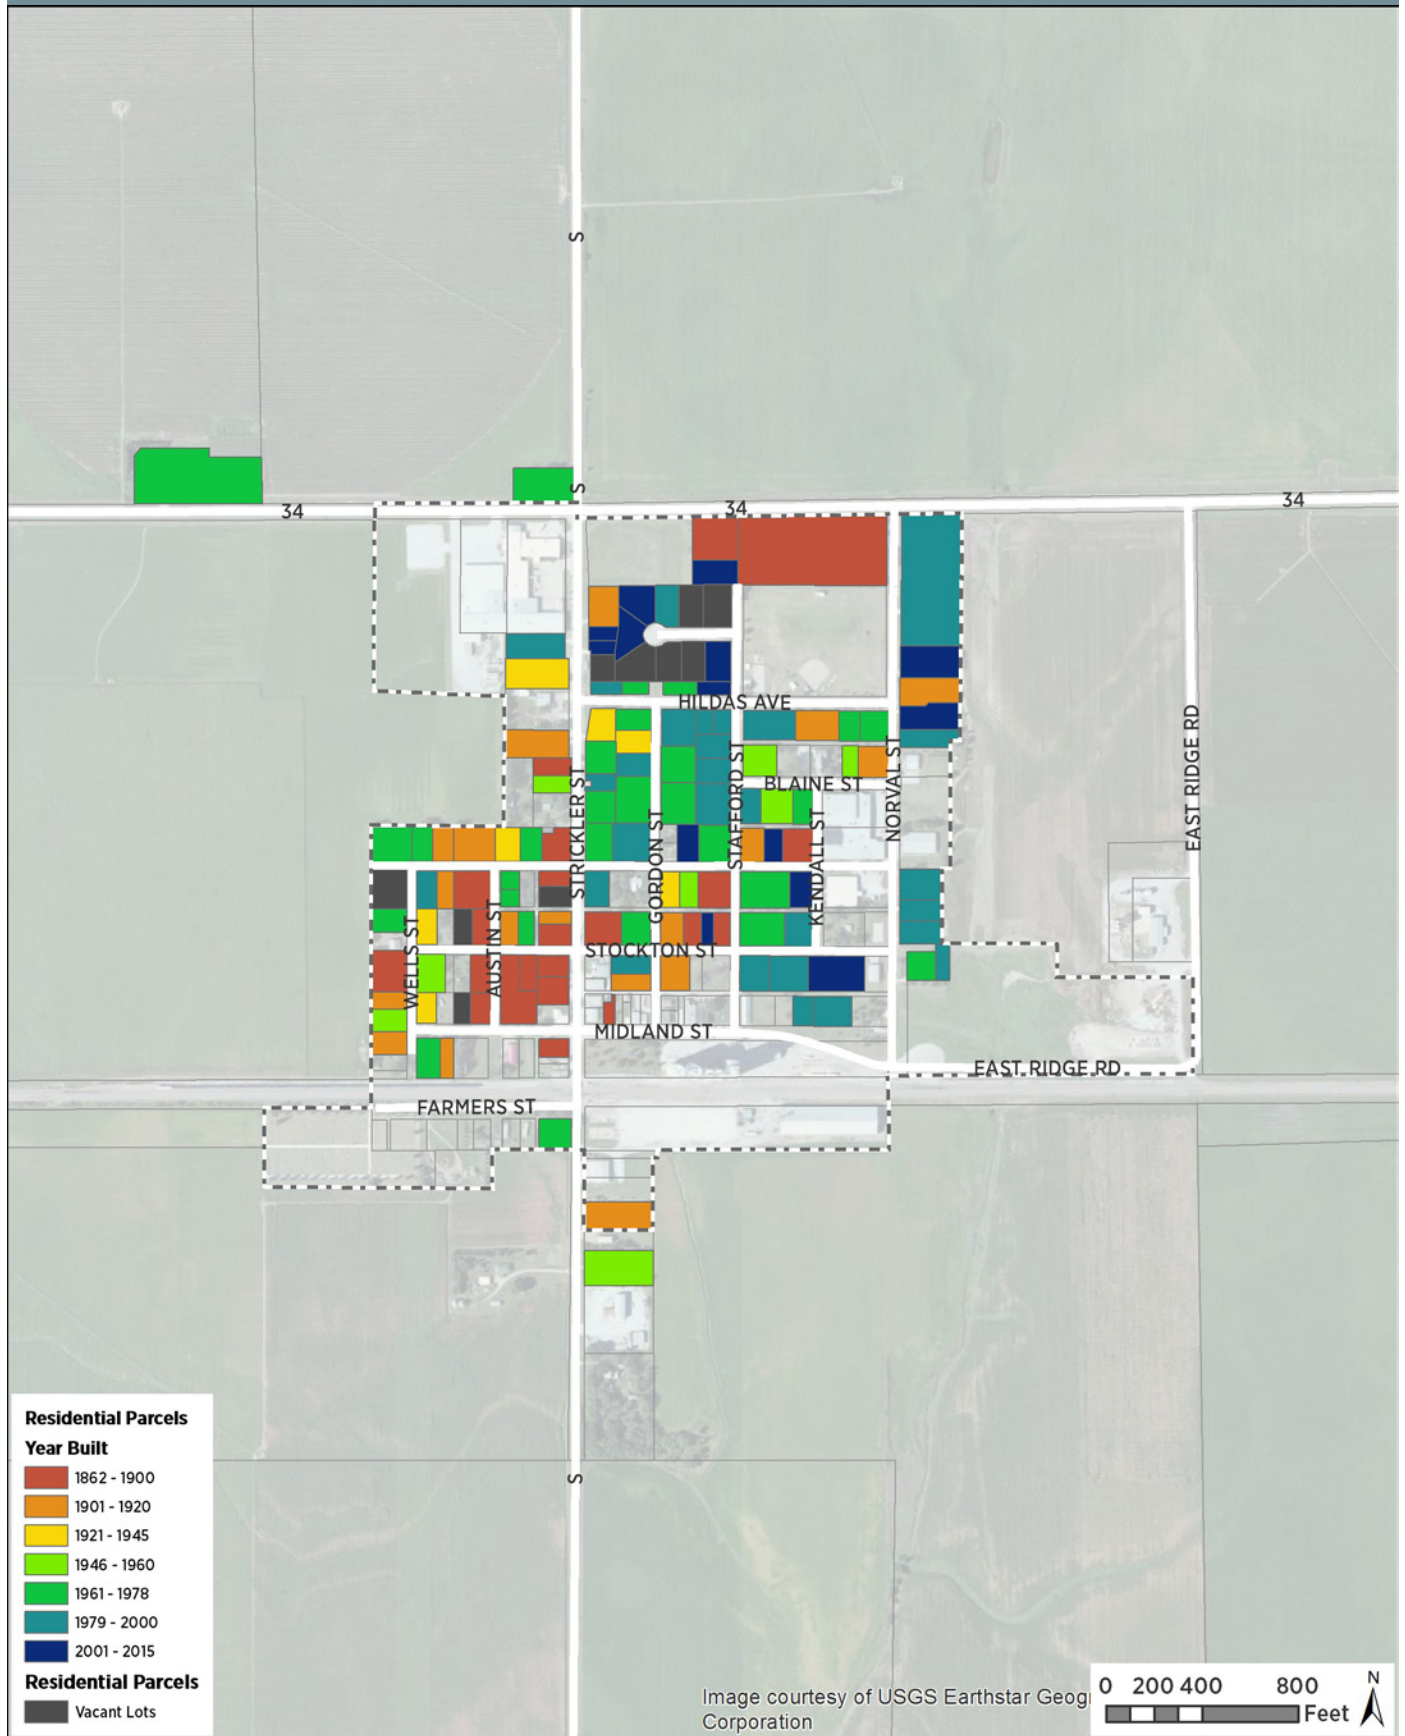 S
S
34
34
34
HILDAS AVE
BLAINE ST
STRICKLER ST
GORDON ST
STAFFORD ST
KENDALL ST
NORVAL ST
EAST RIDGE RD
WELLS ST
AUSTIN ST
STOCKTON ST
MIDLAND ST
EAST RIDGE RD
FARMERS ST
S
Residential Parcels
Year Built
1862 - 1900
1901 - 1920
1921 - 1945
1946 - 1960
1961 - 1978
1979 - 2000
2001 - 2015
Residential Parcels
Vacant Lots
Image courtesy of USGS Earthstar Geogr
Corporation
0 200 400 800
Feet
N